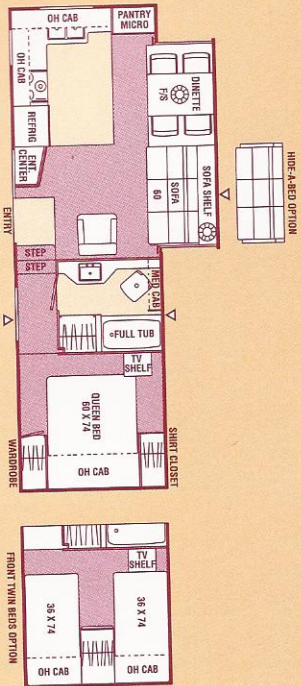 HIDE-A-BED OPTION
OH CAB
PANTRY
MICRO
OH CAB
REFRIG
ENT.
CENTER
ENTRY
DINETTE
F/S
SOFA SHELF
SOFA
60
STEP
STEP
MED CAB
FULL TUB
TV
SHELF
QUEEN BED
60 X 74
OH CAB
SHIRT CLOSET
WARDROBE
TV
SHELF
36 X 74
36 X 74
OH CAB
OH CAB
FRONT TWIN BEDS OPTION